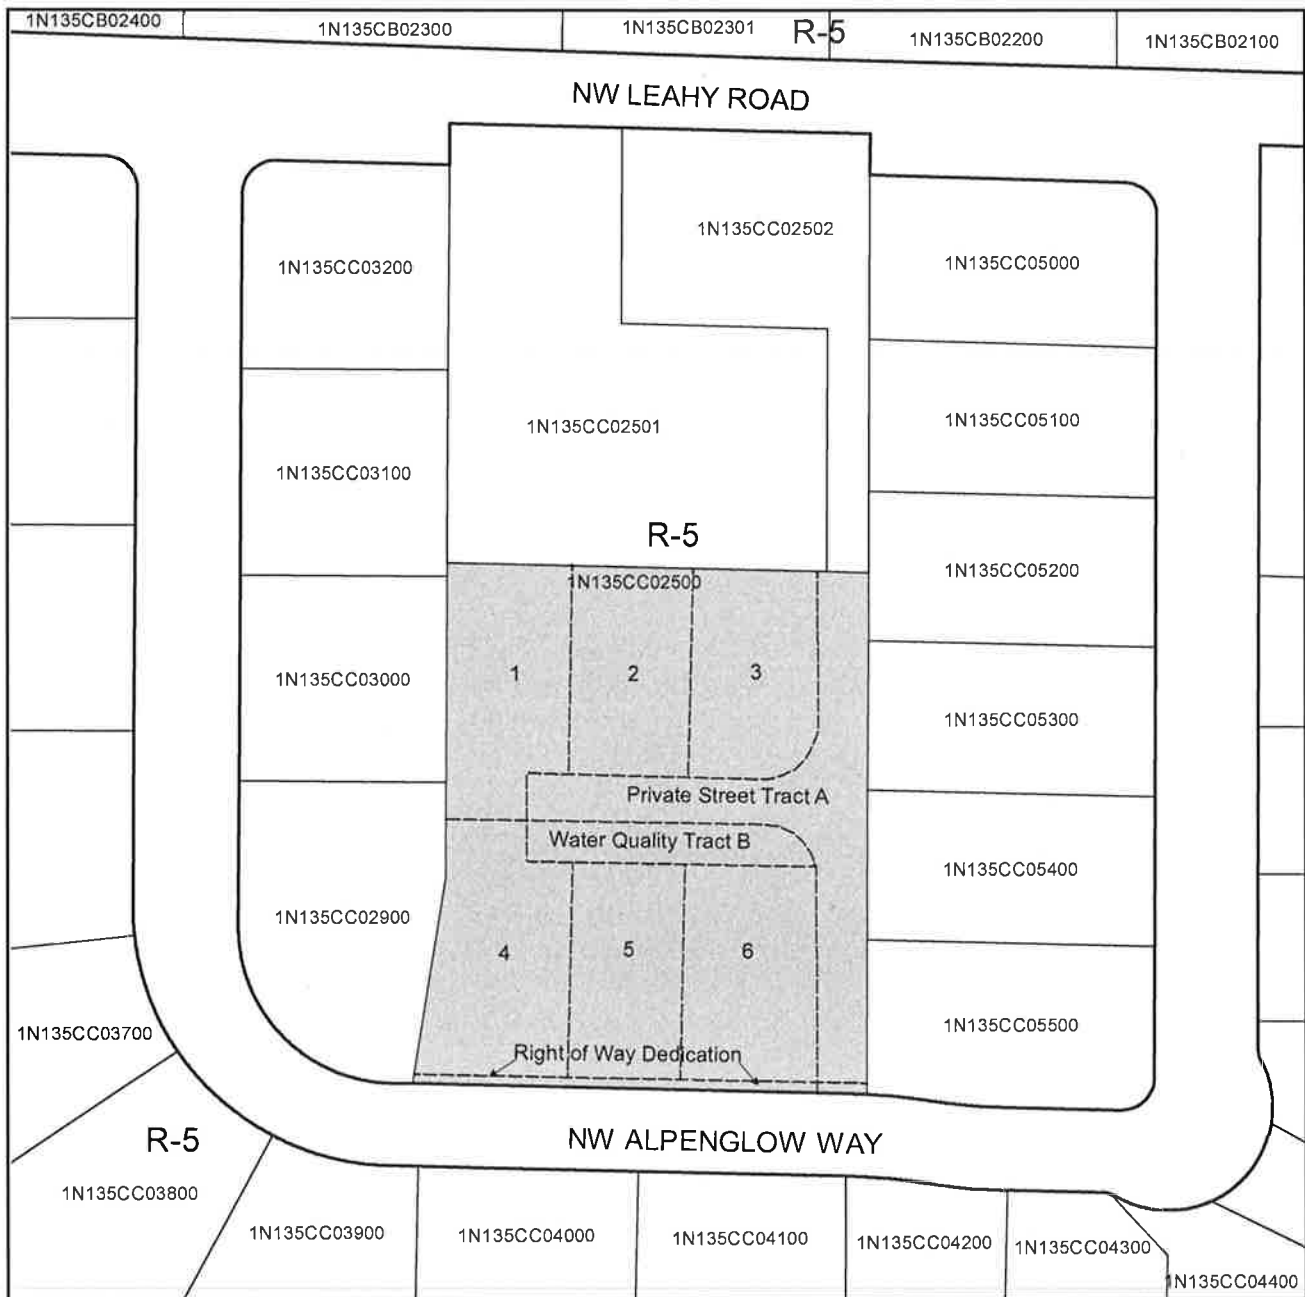 1N135CB02400
1N135CB02300
1N135CB02301
R-5
1N135CB02200
1N135CB02100
NW LEAHY ROAD
1N135CC02502
1N135CC03200
1N135CC05000
1N135CC02501
1N135CC05100
1N135CC03100
R-5
1N135CC02500
1N135CC05200
1
2
3
1N135CC03000
1N135CC05300
Private Street Tract A
Water Quality Tract B
1N135CC05400
1N135CC02900
4
5
6
1N135CC03700
1N135CC05500
Right of Way Dedication
R-5
NW ALPENGLOW WAY
1N135CC03800
1N135CC03900
1N135CC04000
1N135CC04100
1N135CC04200
1N135CC04300
1N135CC04400